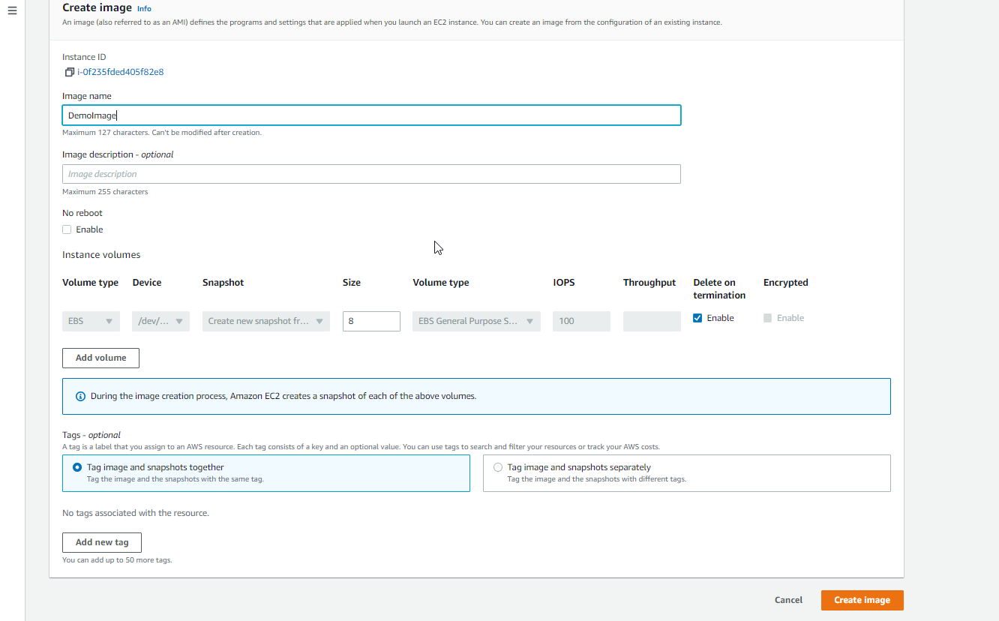 Create image Info
An image (also referred to as an AMI) defines the programs and settings that are applied when you launch an EC2 instance. You can create an image from the configuration of an existing instance.
Instance ID
i-0f235fded405f82e8
Image name
DemoImage
Maximum 127 characters. Can't be modified after creation.
Image description - optional
Image description
Maximum 255 characters
No reboot
Enable
Instance volumes
Volume type Device Snapshot Size Volume type IOPS Throughput Delete on termination Encrypted
EBS /dev/... Create new snapshot fr... 8 EBS General Purpose S... 100 Enable Enable
Add volume
During the image creation process, Amazon EC2 creates a snapshot of each of the above volumes.
Tags - optional
A tag is a label that you assign to an AWS resource. Each tag consists of a key and an optional value. You can use tags to search and filter your resources or track your AWS costs.
Tag image and snapshots together
Tag the image and the snapshots with the same tag.
Tag image and snapshots separately
Tag the image and the snapshots with different tags.
No tags associated with the resource.
Add new tag
You can add up to 50 more tags.
Cancel Create image